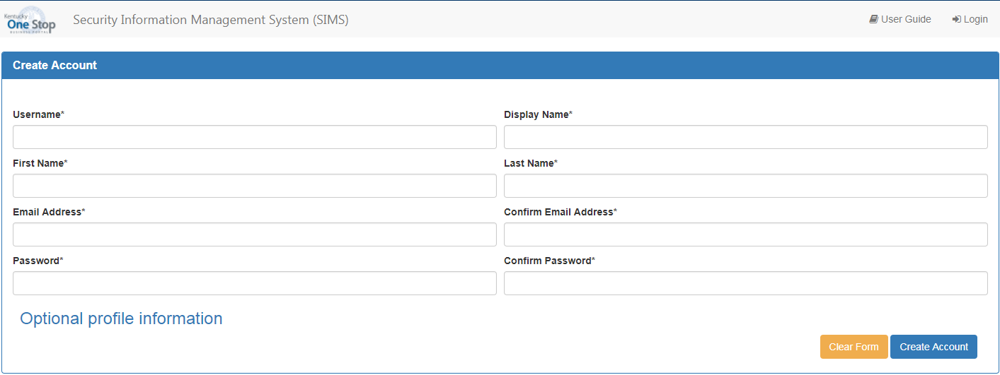 Kentucky
One Stop
BUSINESS PORTAL
Security Information Management System (SIMS)
User Guide
Login
Create Account
Username*
Display Name*
First Name*
Last Name*
Email Address*
Confirm Email Address*
Password*
Confirm Password*
Optional profile information
Clear Form
Create Account